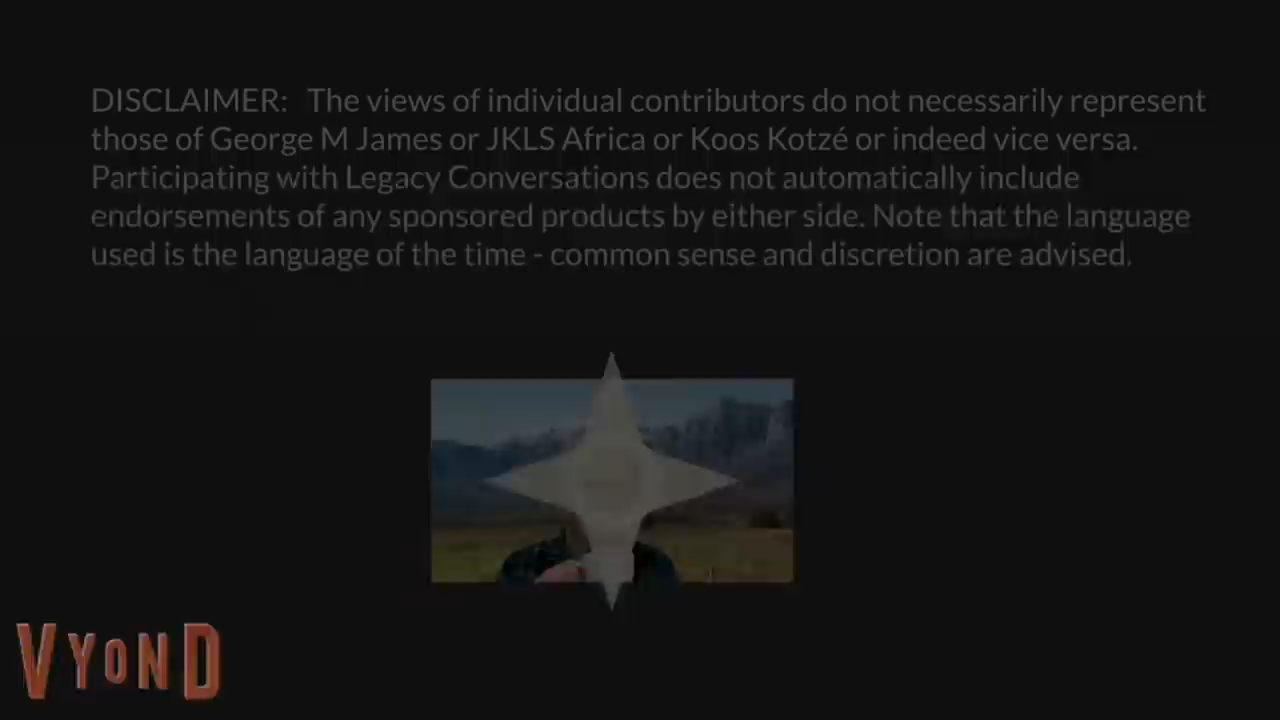 DISCLAIMER: The views of individual contributors do not necessarily represent
those of George M James or JKLS Africa or Koos Kotzé or indeed vice versa.
Participating with Legacy Conversations does not automatically include
endorsements of any sponsored products by either side. Note that the language
used is the language of the time - common sense and discretion are advised.
VYOND